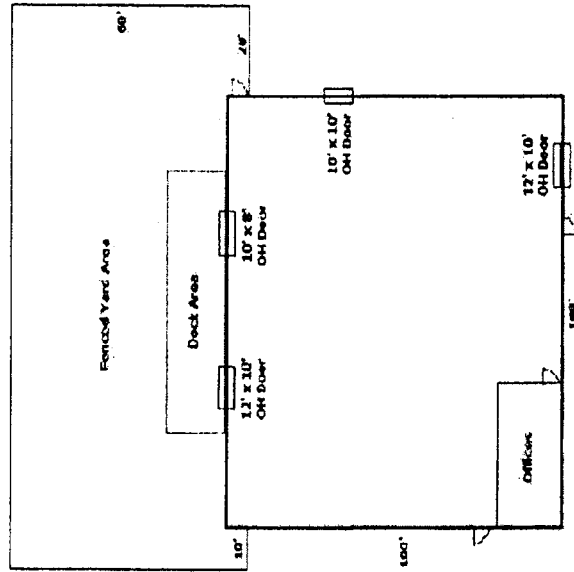 60'
Fenced Yard Area
Dock Area
10' x 10'
OH Door
10' x 8'
OH Door
12' x 10'
OH Door
12' x 10'
OH Door
Offices
10'
100'